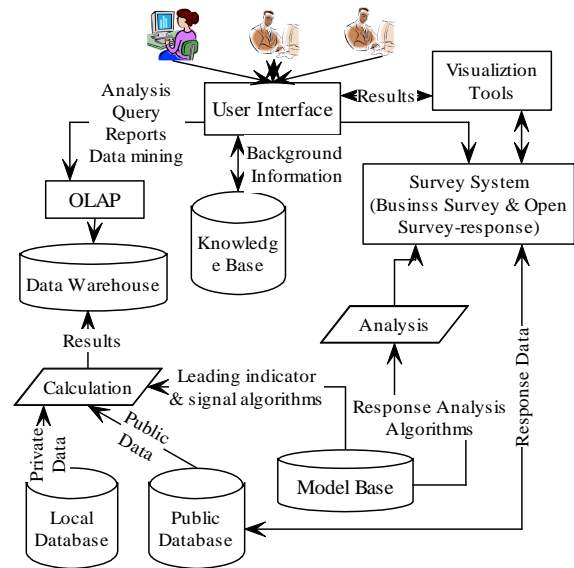 Visualiztion
Tools
Results
User Interface
Analysis
Query
Reports
Data mining
Background
Information
Survey System
(Businss Survey & Open
Survey-response)
OLAP
Knowledg
e Base
Data Warehouse
Results
Analysis
Calculation
Leading indicator
& signal algorithms
Response Analysis
Algorithms
Response Data
Private
Data
Public
Data
Model Base
Local
Database
Public
Database